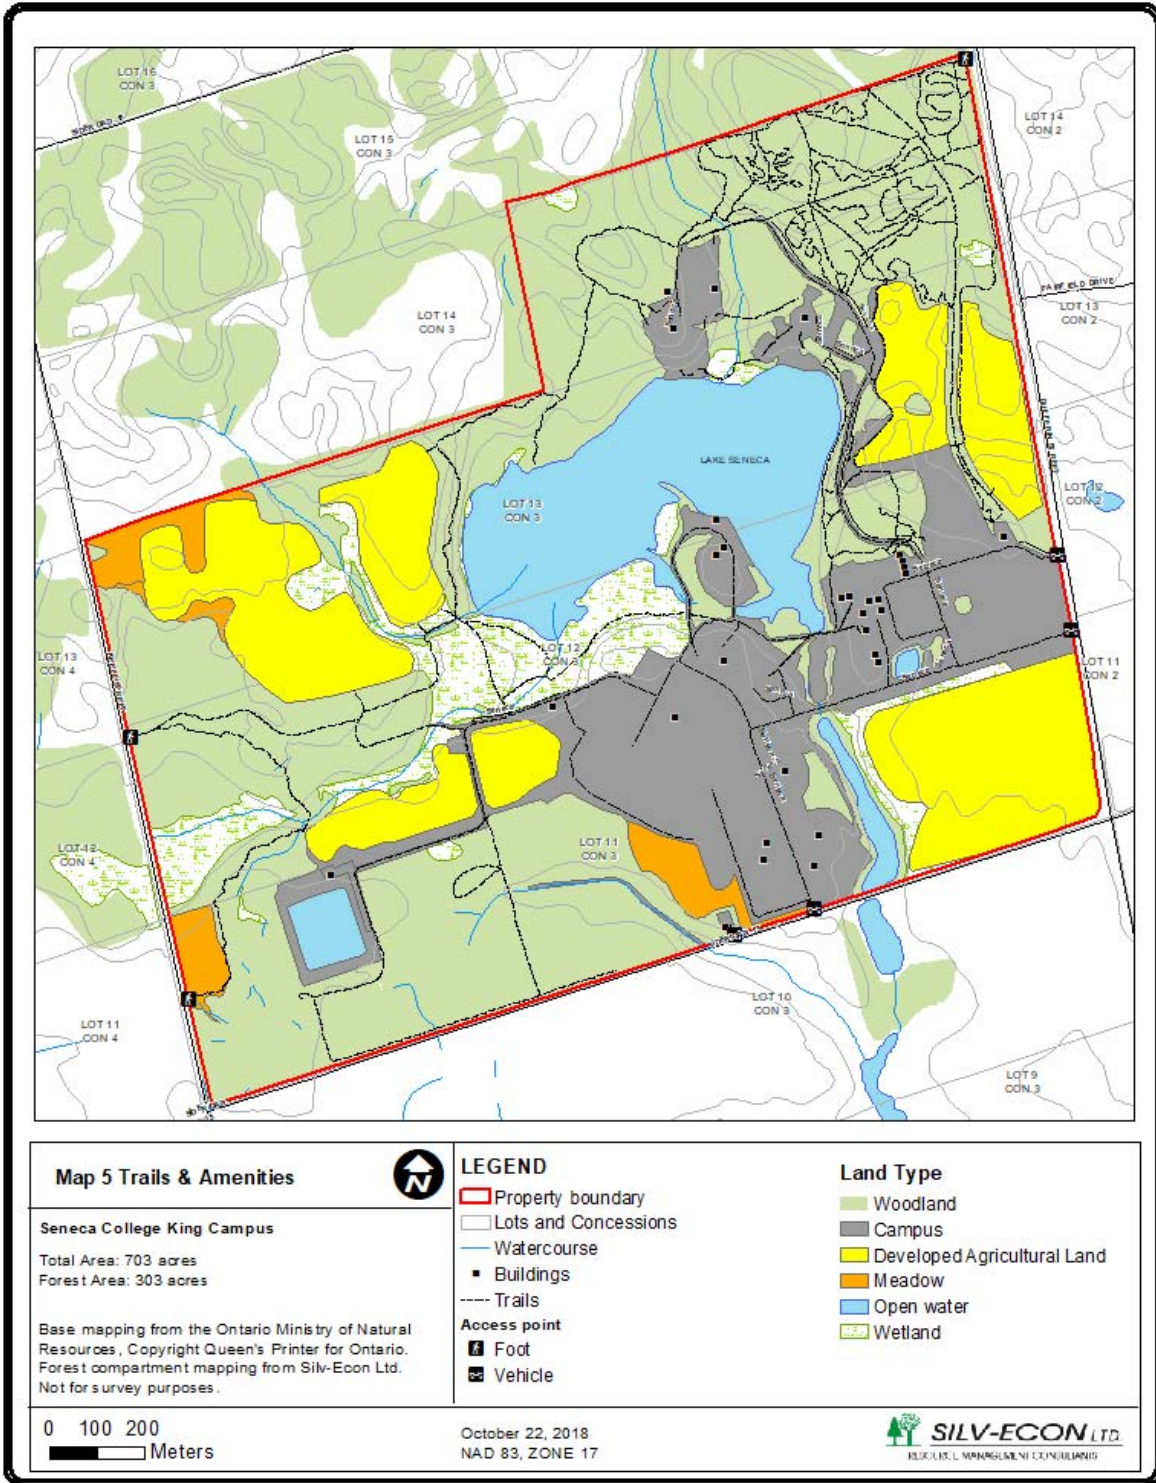 LOT 16
CON 3
LOT 15
CON 3
LOT 14
CON 2
FAIRFIELD DRIVE
LOT 13
CON 2
LOT 14
CON 3
LAKE SENECA
LOT 12
CON 2
LOT 13
CON 3
LOT 12
CON 3
LOT 13
CON 4
LOT 11
CON 2
LOT 12
CON 4
LOT 11
CON 3
LOT 10
CON 3
LOT 11
CON 4
LOT 9
CON 3
Map 5 Trails & Amenities
N
Seneca College King Campus
Total Area: 703 acres
Forest Area: 303 acres
Base mapping from the Ontario Ministry of Natural
Resources, Copyright Queen's Printer for Ontario.
Forest compartment mapping from Silv-Econ Ltd.
Not for survey purposes.
0 100 200
Meters
LEGEND
Property boundary
Lots and Concessions
Watercourse
Buildings
Trails
Access point
Foot
Vehicle
Land Type
Woodland
Campus
Developed Agricultural Land
Meadow
Open water
Wetland
October 22, 2018
NAD 83, ZONE 17
SILV-ECON LTD.
RESOURCE MANAGEMENT CONSULTANTS